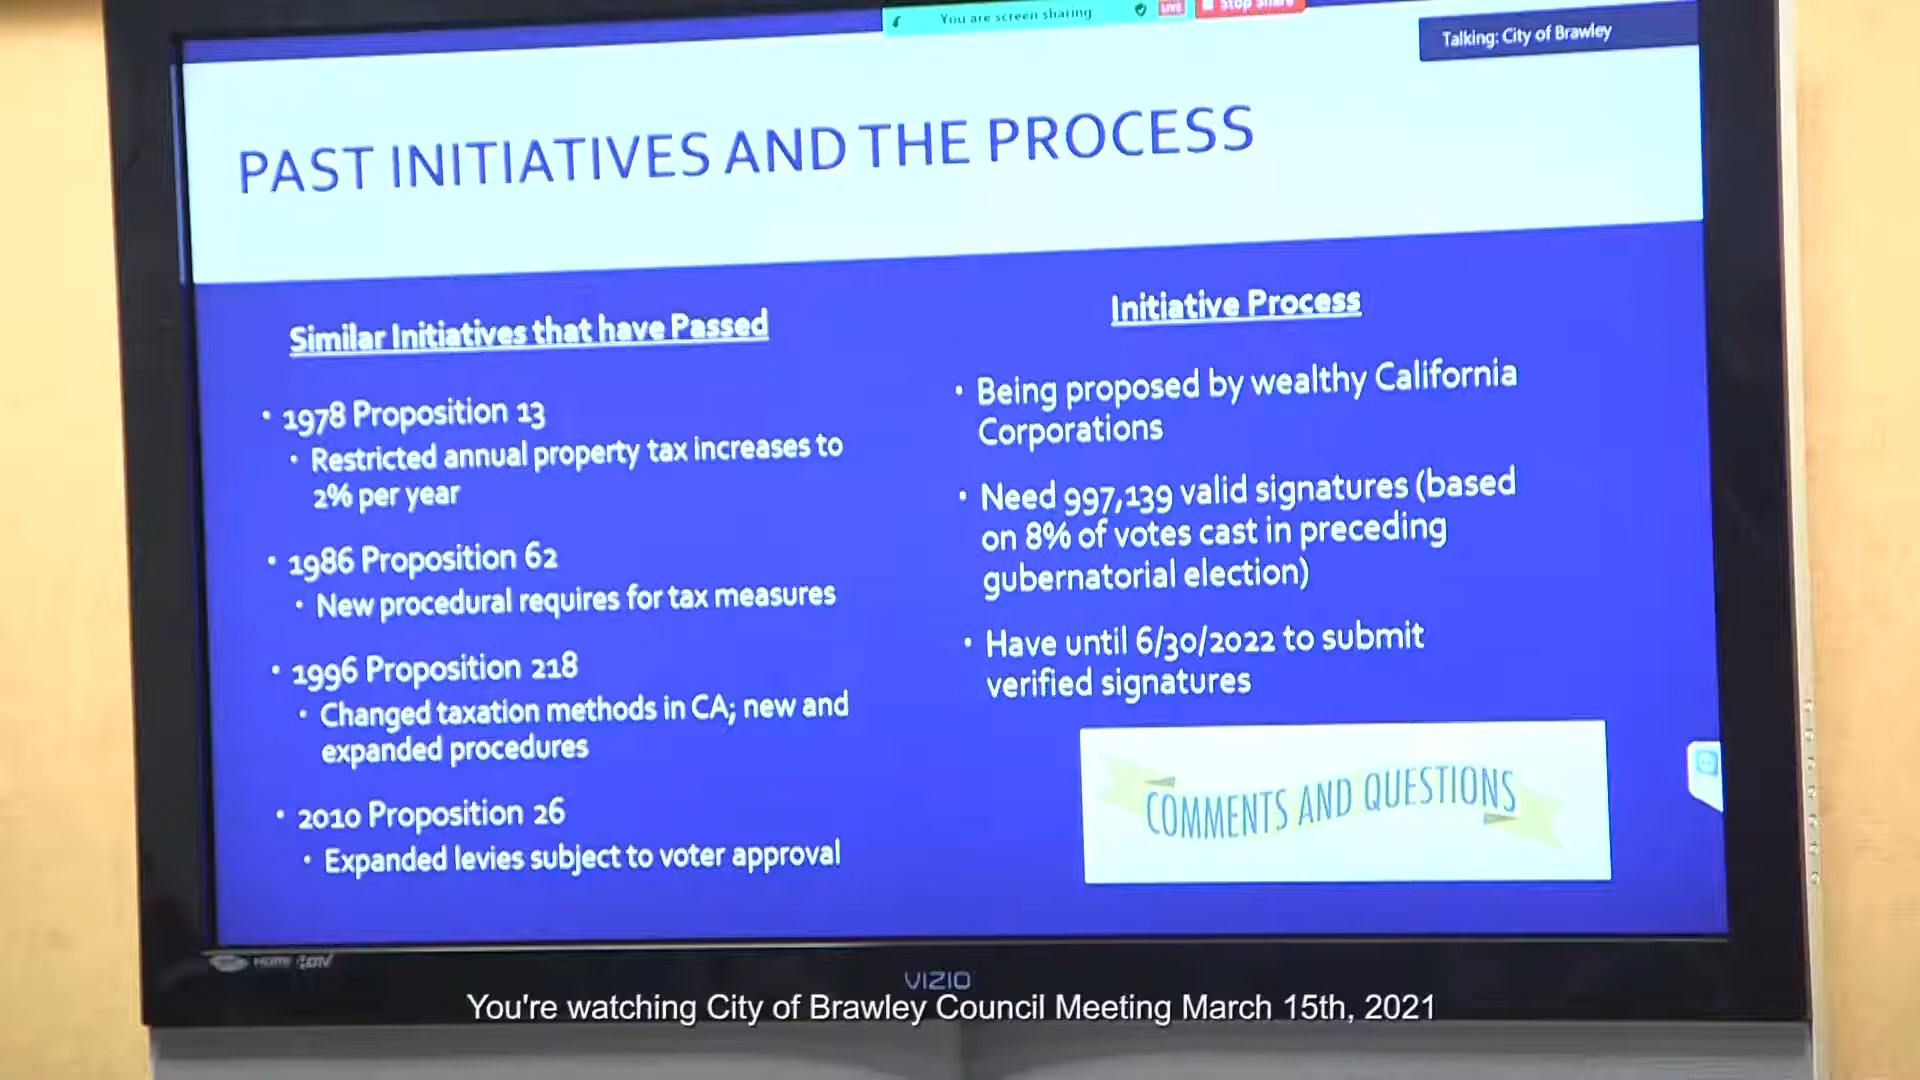 You are screen sharing
LIVE
Stop Share
Talking: City of Brawley
PAST INITIATIVES AND THE PROCESS
Similar Initiatives that have Passed
• 1978 Proposition 13
• Restricted annual property tax increases to
2% per year
• 1986 Proposition 62
• New procedural requires for tax measures
• 1996 Proposition 218
• Changed taxation methods in CA; new and
expanded procedures
• 2010 Proposition 26
• Expanded levies subject to voter approval
Initiative Process
• Being proposed by wealthy California
Corporations
• Need 997,139 valid signatures (based
on 8% of votes cast in preceding
gubernatorial election)
• Have until 6/30/2022 to submit
verified signatures
COMMENTS AND QUESTIONS
VIZIO
You're watching City of Brawley Council Meeting March 15th, 2021